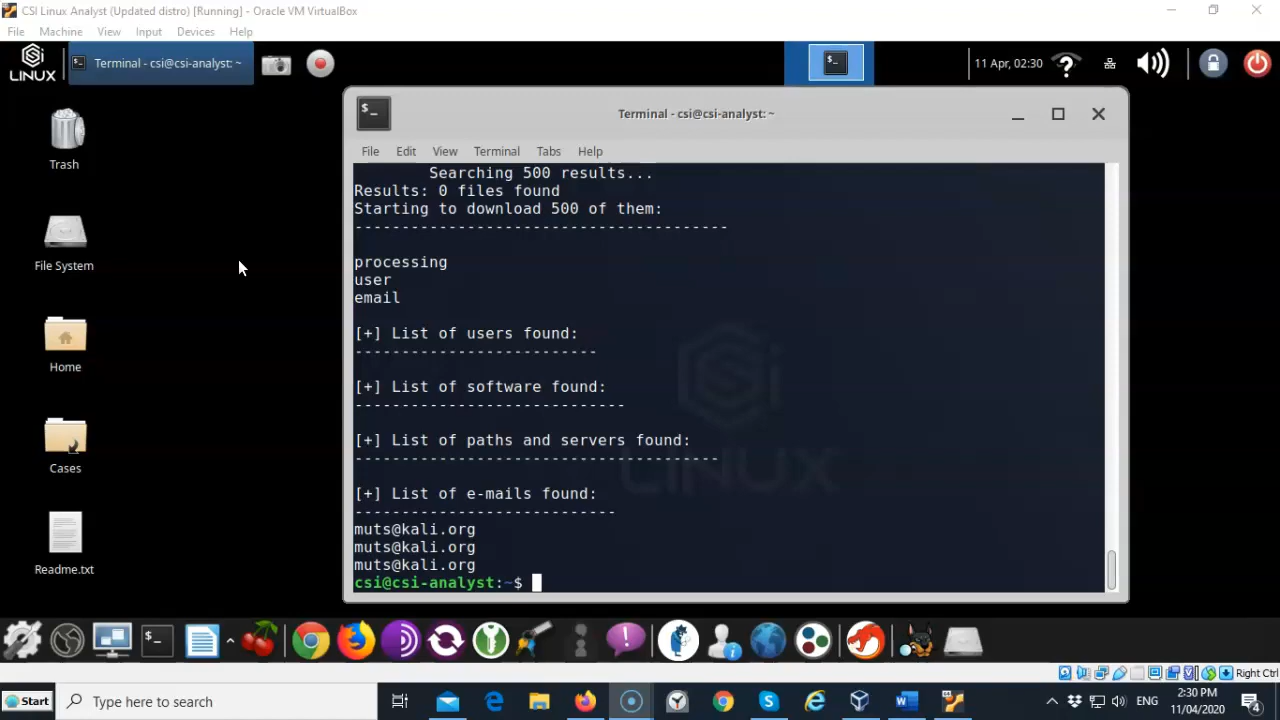 CSI Linux Analyst (Updated distro) [Running] - Oracle VM VirtualBox
File Machine View Input Devices Help
SI LINUX
Terminal - csi@csi-analyst: ~
11 Apr, 02:30
Trash
File System
Home
Cases
Readme.txt
Terminal - csi@csi-analyst: ~
File Edit View Terminal Tabs Help
Searching 500 results...
Results: 0 files found
Starting to download 500 of them:
----------------------------------------
processing
user
email
[+] List of users found:
--------------------------
[+] List of software found:
-----------------------------
[+] List of paths and servers found:
---------------------------------------
[+] List of e-mails found:
----------------------------
muts@kali.org
muts@kali.org
muts@kali.org
csi@csi-analyst:~$
SI
LINUX
Right Ctrl
Start
Type here to search
ENG
2:30 PM
11/04/2020
4